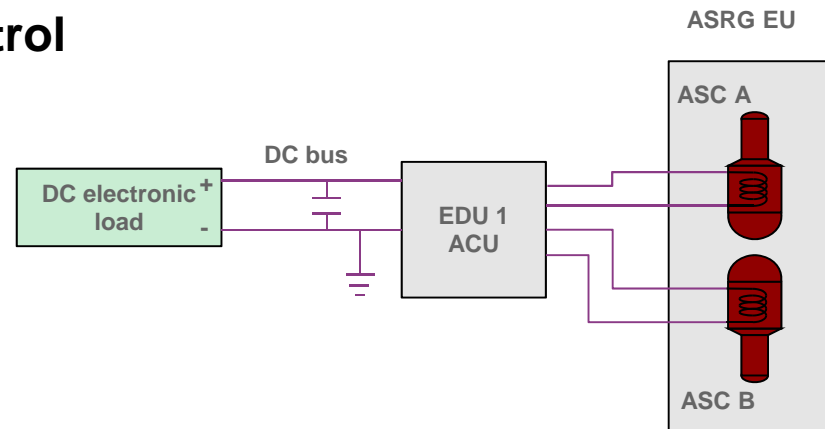 trol
ASRG EU
ASC A
DC bus
DC electronic
load
+
-
EDU 1
ACU
ASC B